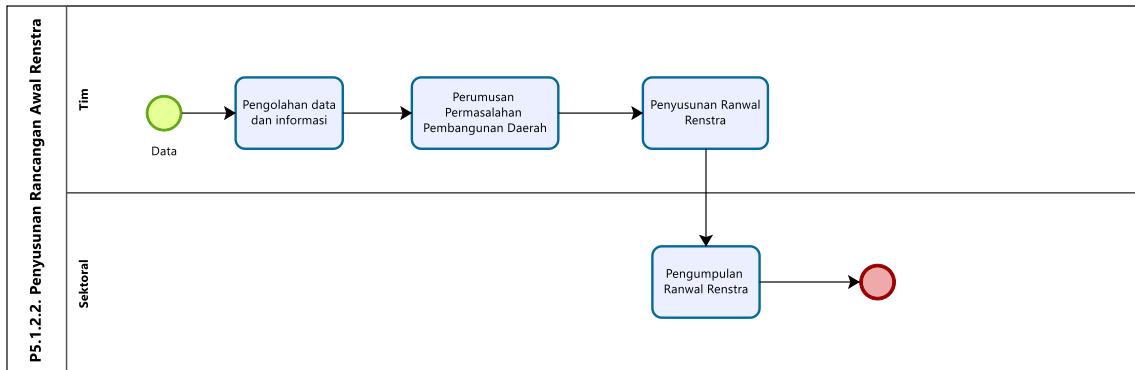 P5.1.2.2. Penyusunan Rancangan Awal Renstra
Tim
Data
Pengolahan data
dan informasi
Perumusan
Permasalahan
Pembangunan Daerah
Penyusunan Ranwal
Renstra
Sektoral
Pengumpulan
Ranwal Renstra